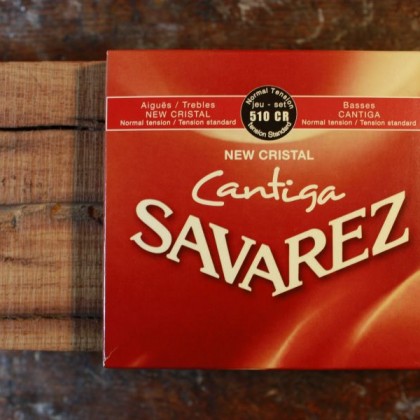 Aiguës / Trebles
NEW CRISTAL
Normal tension / Tension standard
Normal Tension
jeu - set
510 CR
Tension Standard
Basses
CANTIGA
Normal tension / Tension standard
NEW CRISTAL
Cantiga
SAVAREZ